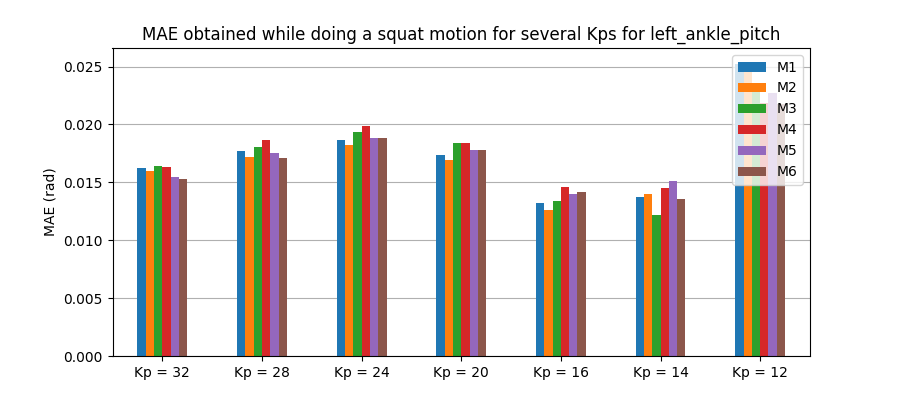 MAE obtained while doing a squat motion for several Kps for left_ankle_pitch
MAE (rad)
0.025
0.020
0.015
0.010
0.005
0.000
Kp = 32 Kp = 28 Kp = 24 Kp = 20 Kp = 16 Kp = 14 Kp = 12
M1
M2
M3
M4
M5
M6